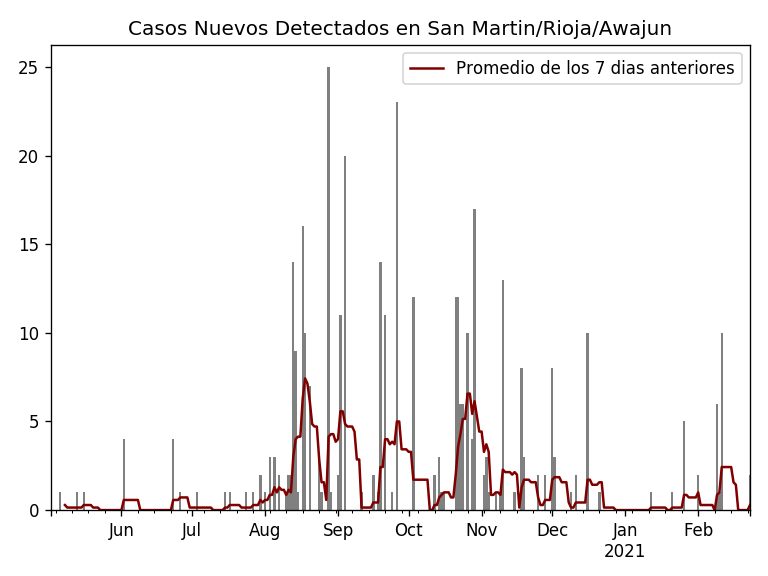 Casos Nuevos Detectados en San Martin/Rioja/Awajun
Promedio de los 7 dias anteriores
25
20
15
10
5
0
Jun Jul Aug Sep Oct Nov Dec Jan Feb
2021